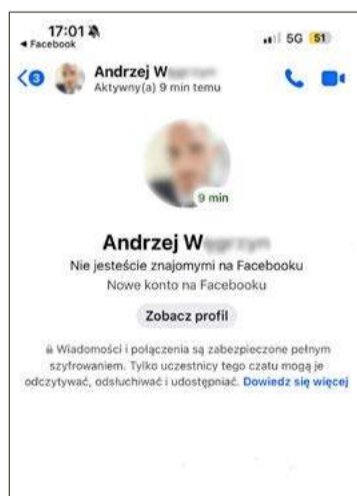 17:01
5G 51
◄ Facebook
3
Andrzej W
Aktywny(a) 9 min temu
9 min
Andrzej W
Nie jesteście znajomymi na Facebooku
Nowe konto na Facebooku
Zobacz profil
Wiadomości i połączenia są zabezpieczone pełnym
szyfrowaniem. Tylko uczestnicy tego czatu mogą je
odczytywać, odsłuchiwać i udostępniać. Dowiedz się więcej